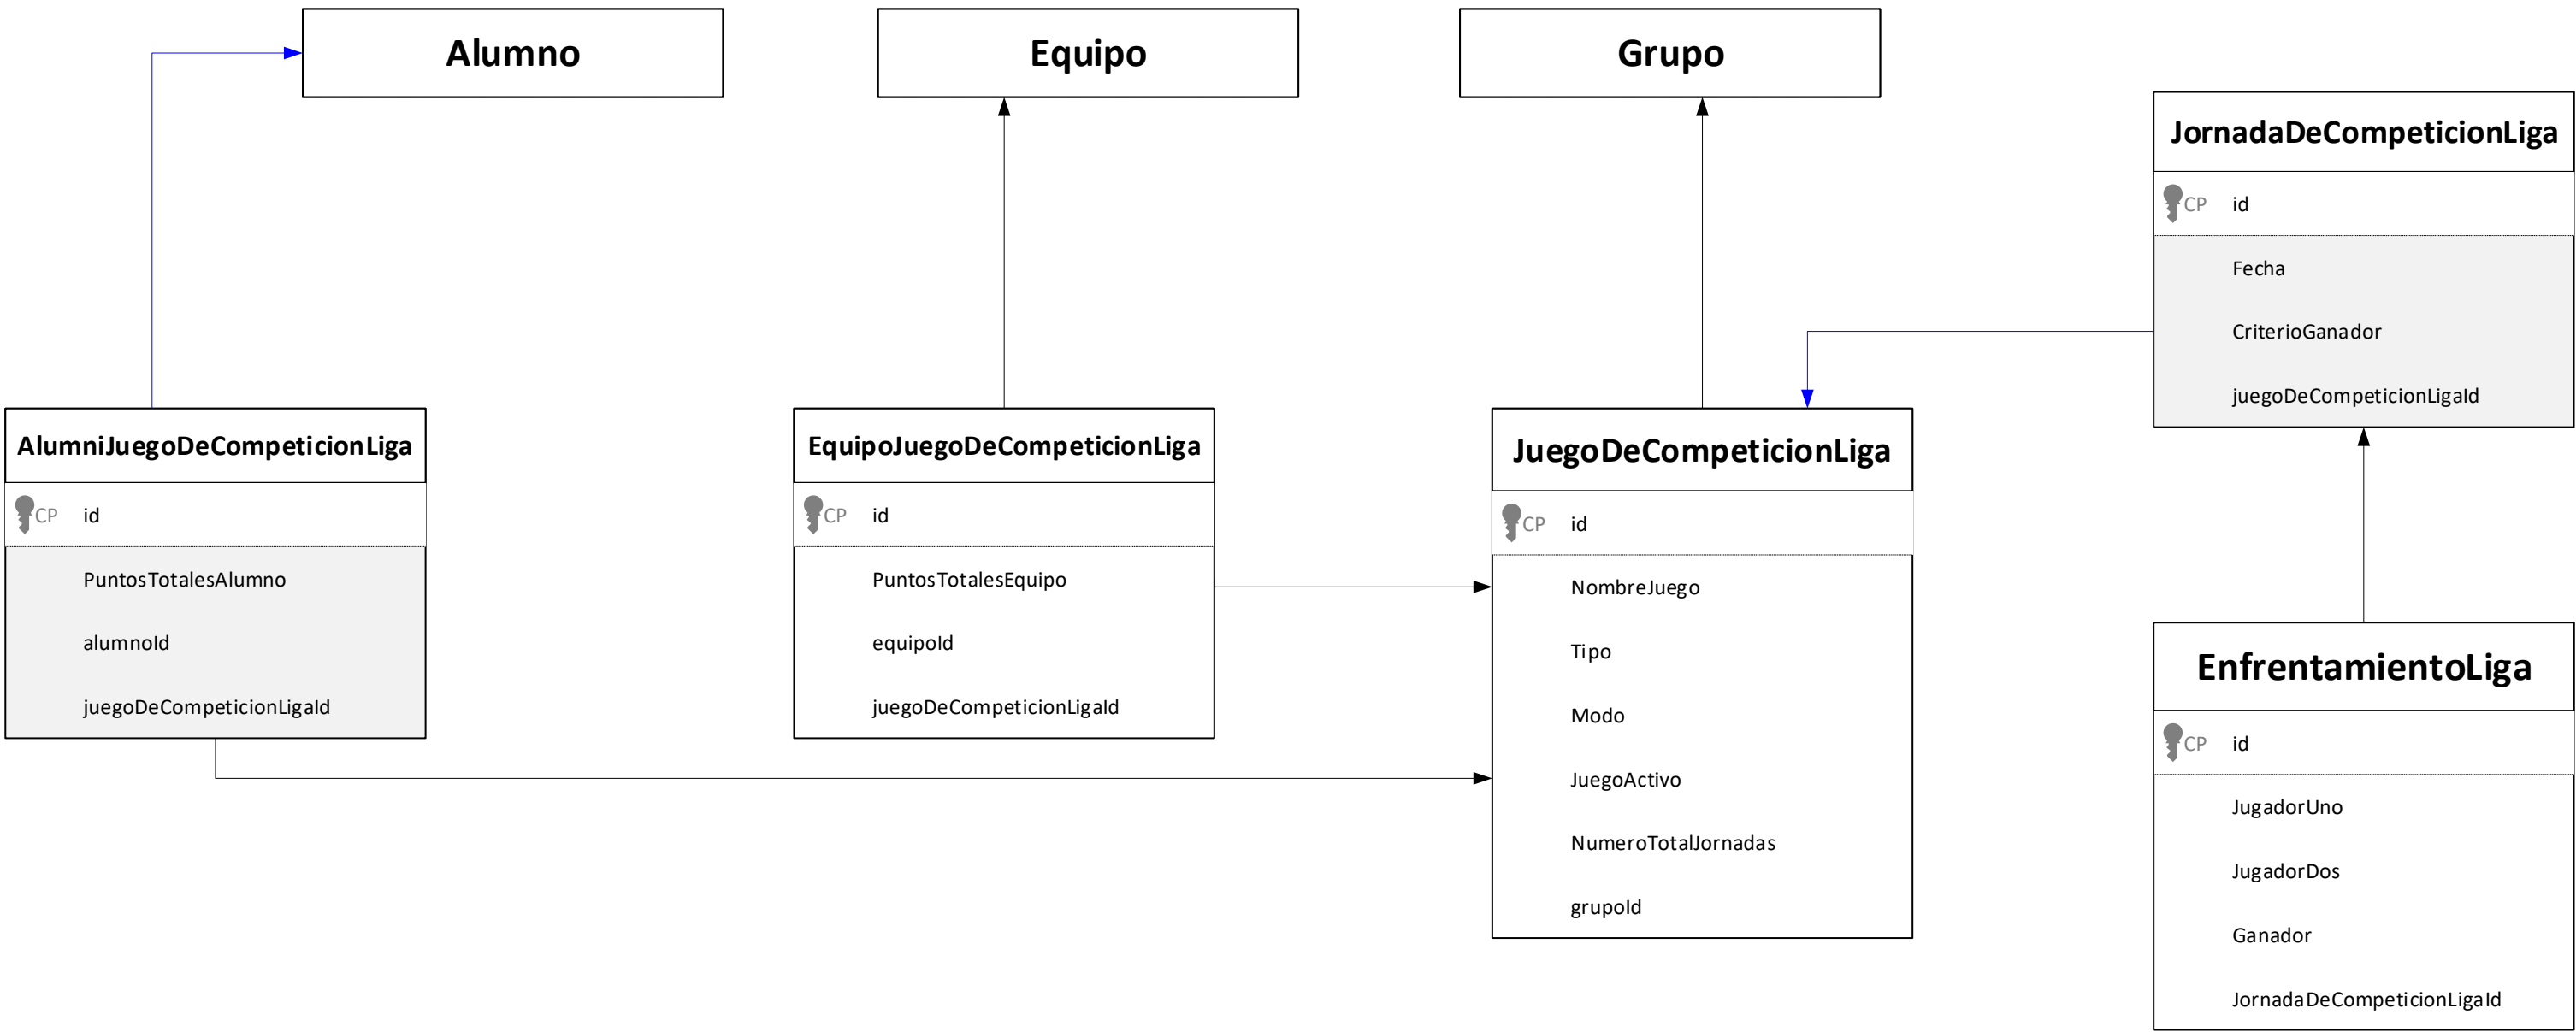 Alumno
Equipo
Grupo
JornadaDeCompeticionLiga
CP id
Fecha
CriterioGanador
juegoDeCompeticionLigaId
AlumniJuegoDeCompeticionLiga
CP id
PuntosTotalesAlumno
alumnoId
juegoDeCompeticionLigaId
EquipoJuegoDeCompeticionLiga
CP id
PuntosTotalesEquipo
equipoId
juegoDeCompeticionLigaId
JuegoDeCompeticionLiga
CP id
NombreJuego
Tipo
Modo
JuegoActivo
NumeroTotalJornadas
grupoId
EnfrentamientoLiga
CP id
JugadorUno
JugadorDos
Ganador
JornadaDeCompeticionLigaId